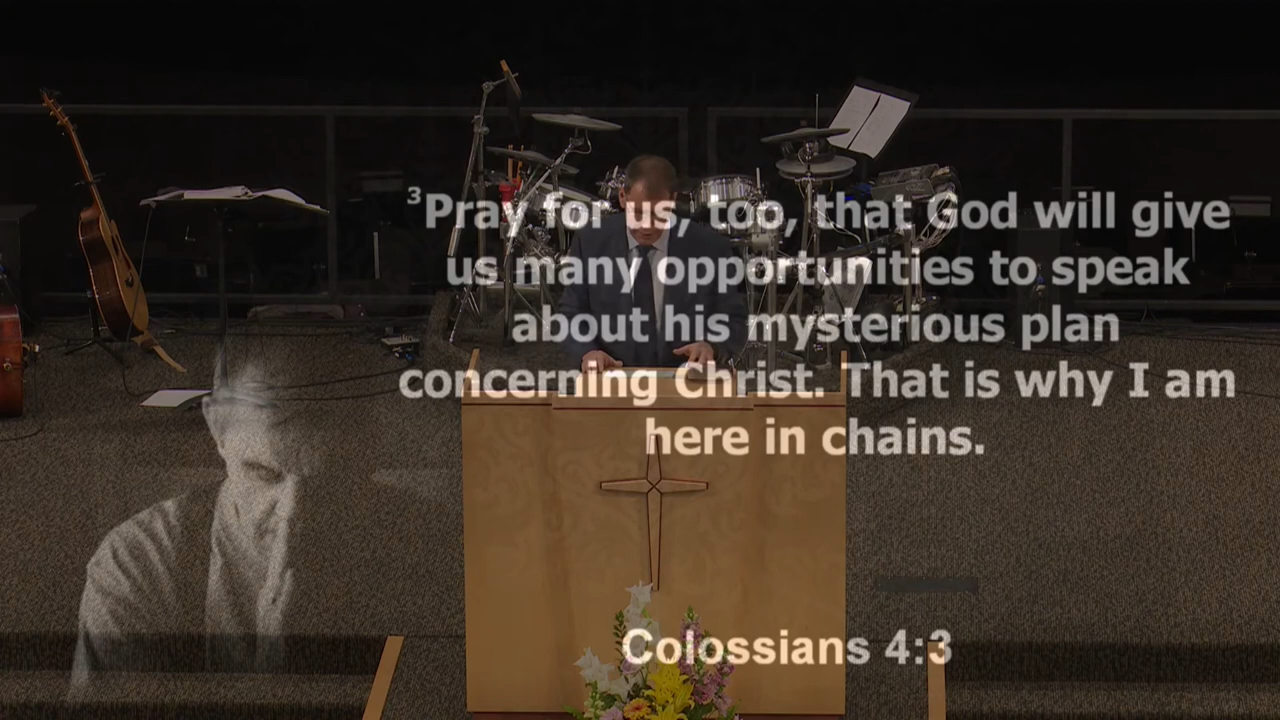 ³Pray for us, too, that God will give
us many opportunities to speak
about his mysterious plan
concerning Christ. That is why I am
here in chains.
Colossians 4:3